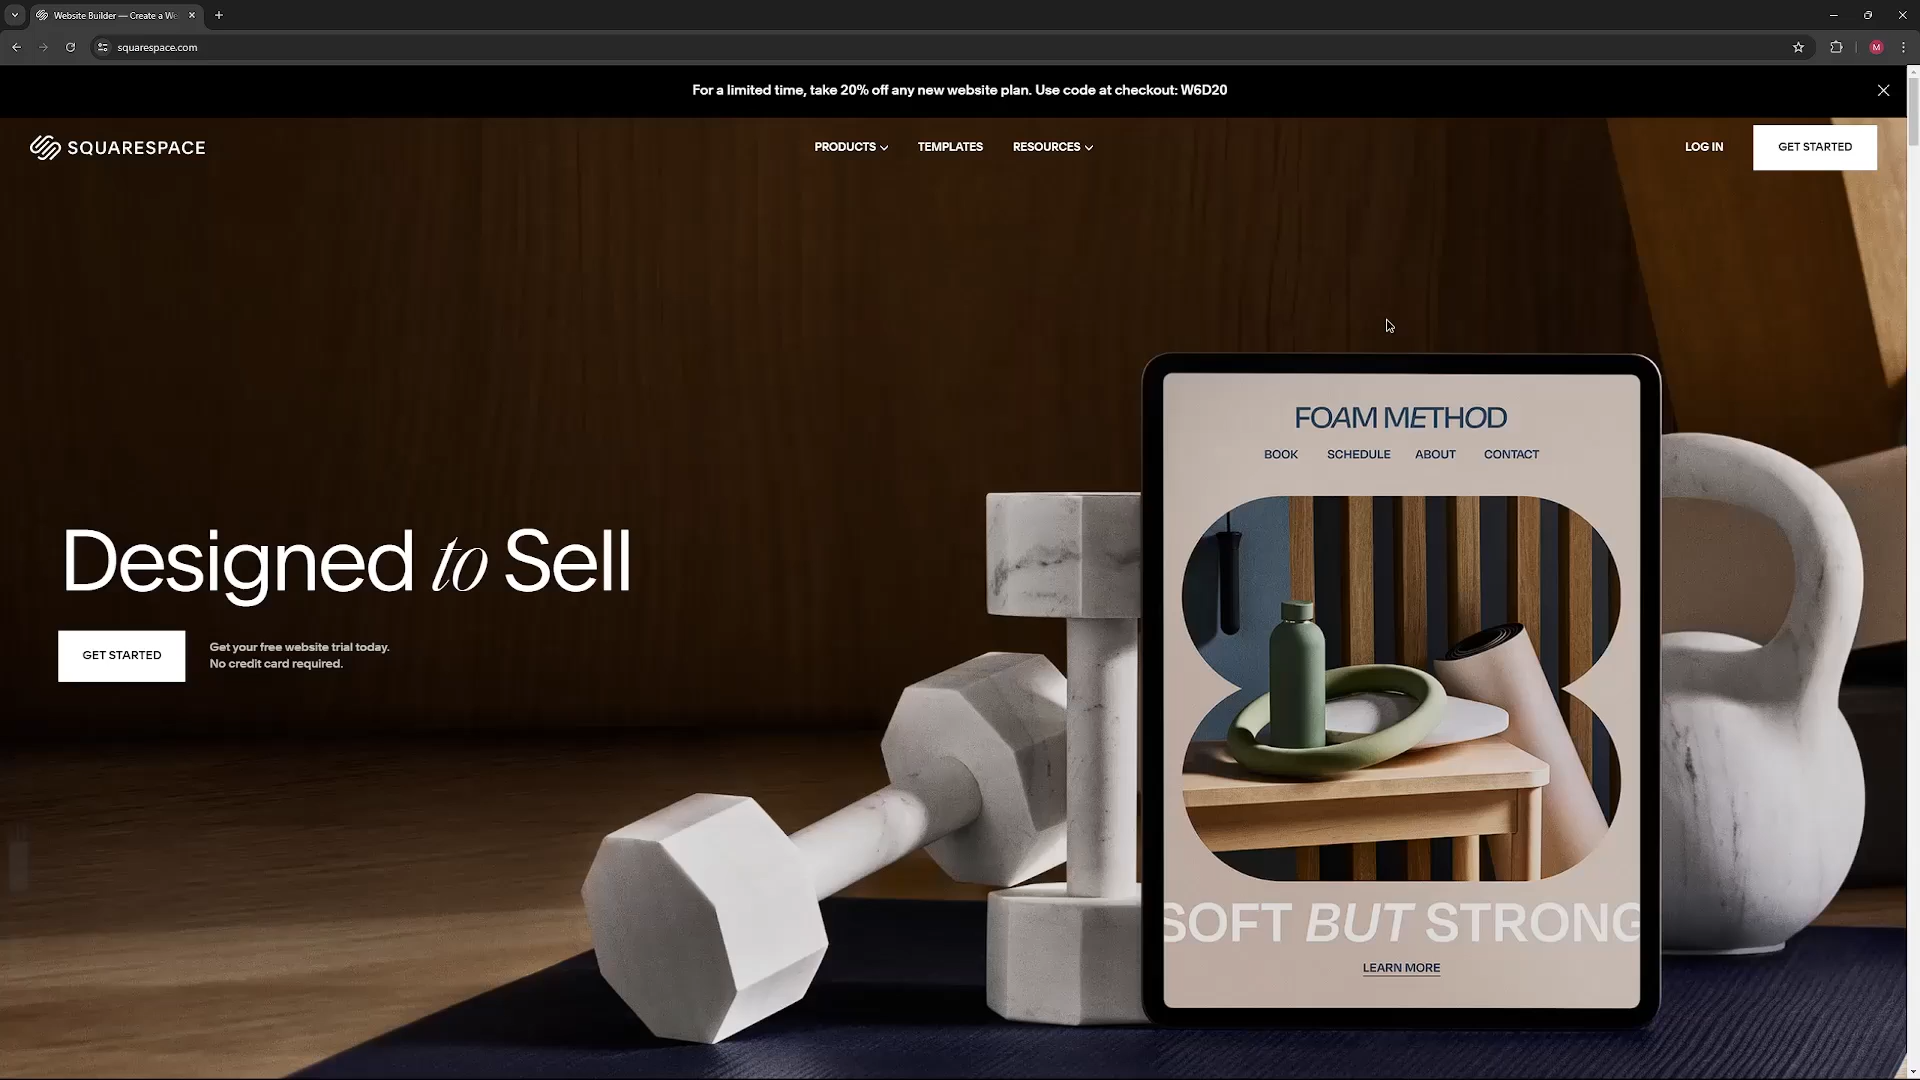 Website Builder — Create a We
squarespace.com
M
For a limited time, take 20% off any new website plan. Use code at checkout: W6D20
SQUARESPACE
PRODUCTS
TEMPLATES
RESOURCES
LOG IN
GET STARTED
FOAM METHOD
BOOK
SCHEDULE
ABOUT
CONTACT
Designed to Sell
GET STARTED
Get your free website trial today.
No credit card required.
SOFT BUT STRONG
LEARN MORE